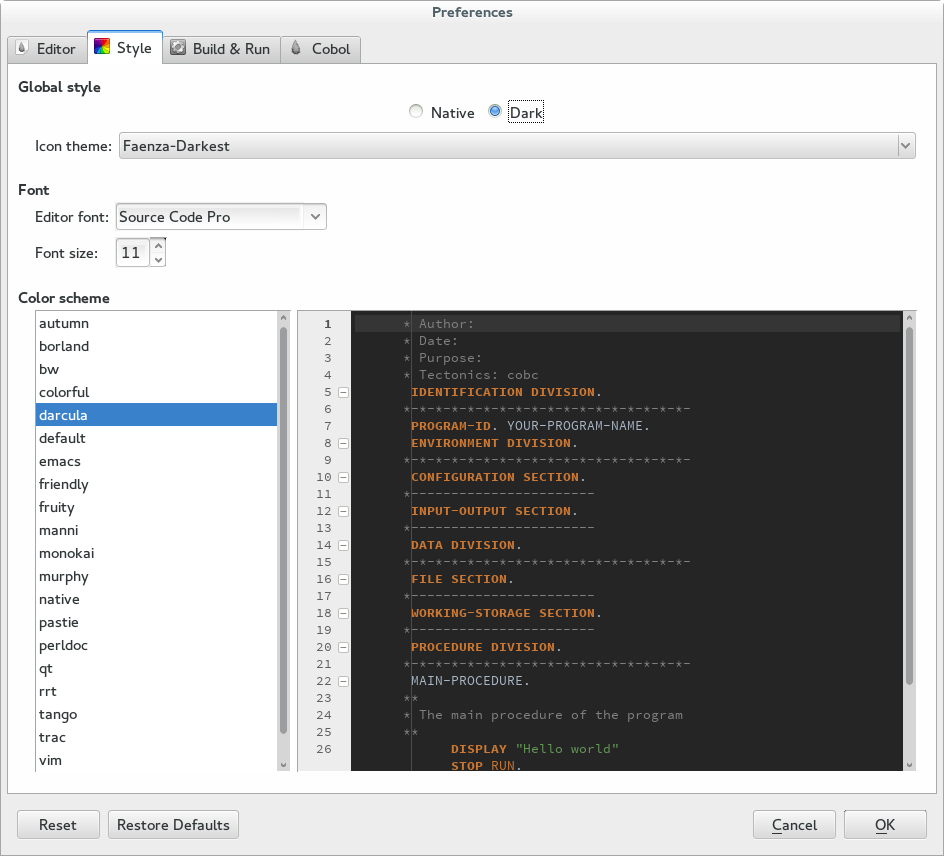 Preferences
Editor Style Build & Run Cobol
Global style
Native Dark
Icon theme: Faenza-Darkest
Font
Editor font: Source Code Pro
Font size: 11
Color scheme
autumn
borland
bw
colorful
darcula
default
emacs
friendly
fruity
manni
monokai
murphy
native
pastie
perldoc
qt
rrt
tango
trac
vim
1 * Author:
2 * Date:
3 * Purpose:
4 * Tectonics: cobc
5 IDENTIFICATION DIVISION.
6 *-*-*-*-*-*-*-*-*-*-*-*-*-*-*-*-*-*-
7 PROGRAM-ID. YOUR-PROGRAM-NAME.
8 ENVIRONMENT DIVISION.
9 *-*-*-*-*-*-*-*-*-*-*-*-*-*-*-*-*-*-
10 CONFIGURATION SECTION.
11 *-----------------------
12 INPUT-OUTPUT SECTION.
13 *-----------------------
14 DATA DIVISION.
15 *-*-*-*-*-*-*-*-*-*-*-*-*-*-*-*-*-*-
16 FILE SECTION.
17 *-----------------------
18 WORKING-STORAGE SECTION.
19 *-----------------------
20 PROCEDURE DIVISION.
21 *-*-*-*-*-*-*-*-*-*-*-*-*-*-*-*-*-*-
22 MAIN-PROCEDURE.
23 **
24 * The main procedure of the program
25 **
26 DISPLAY "Hello world"
STOP RUN.
Reset Restore Defaults Cancel OK